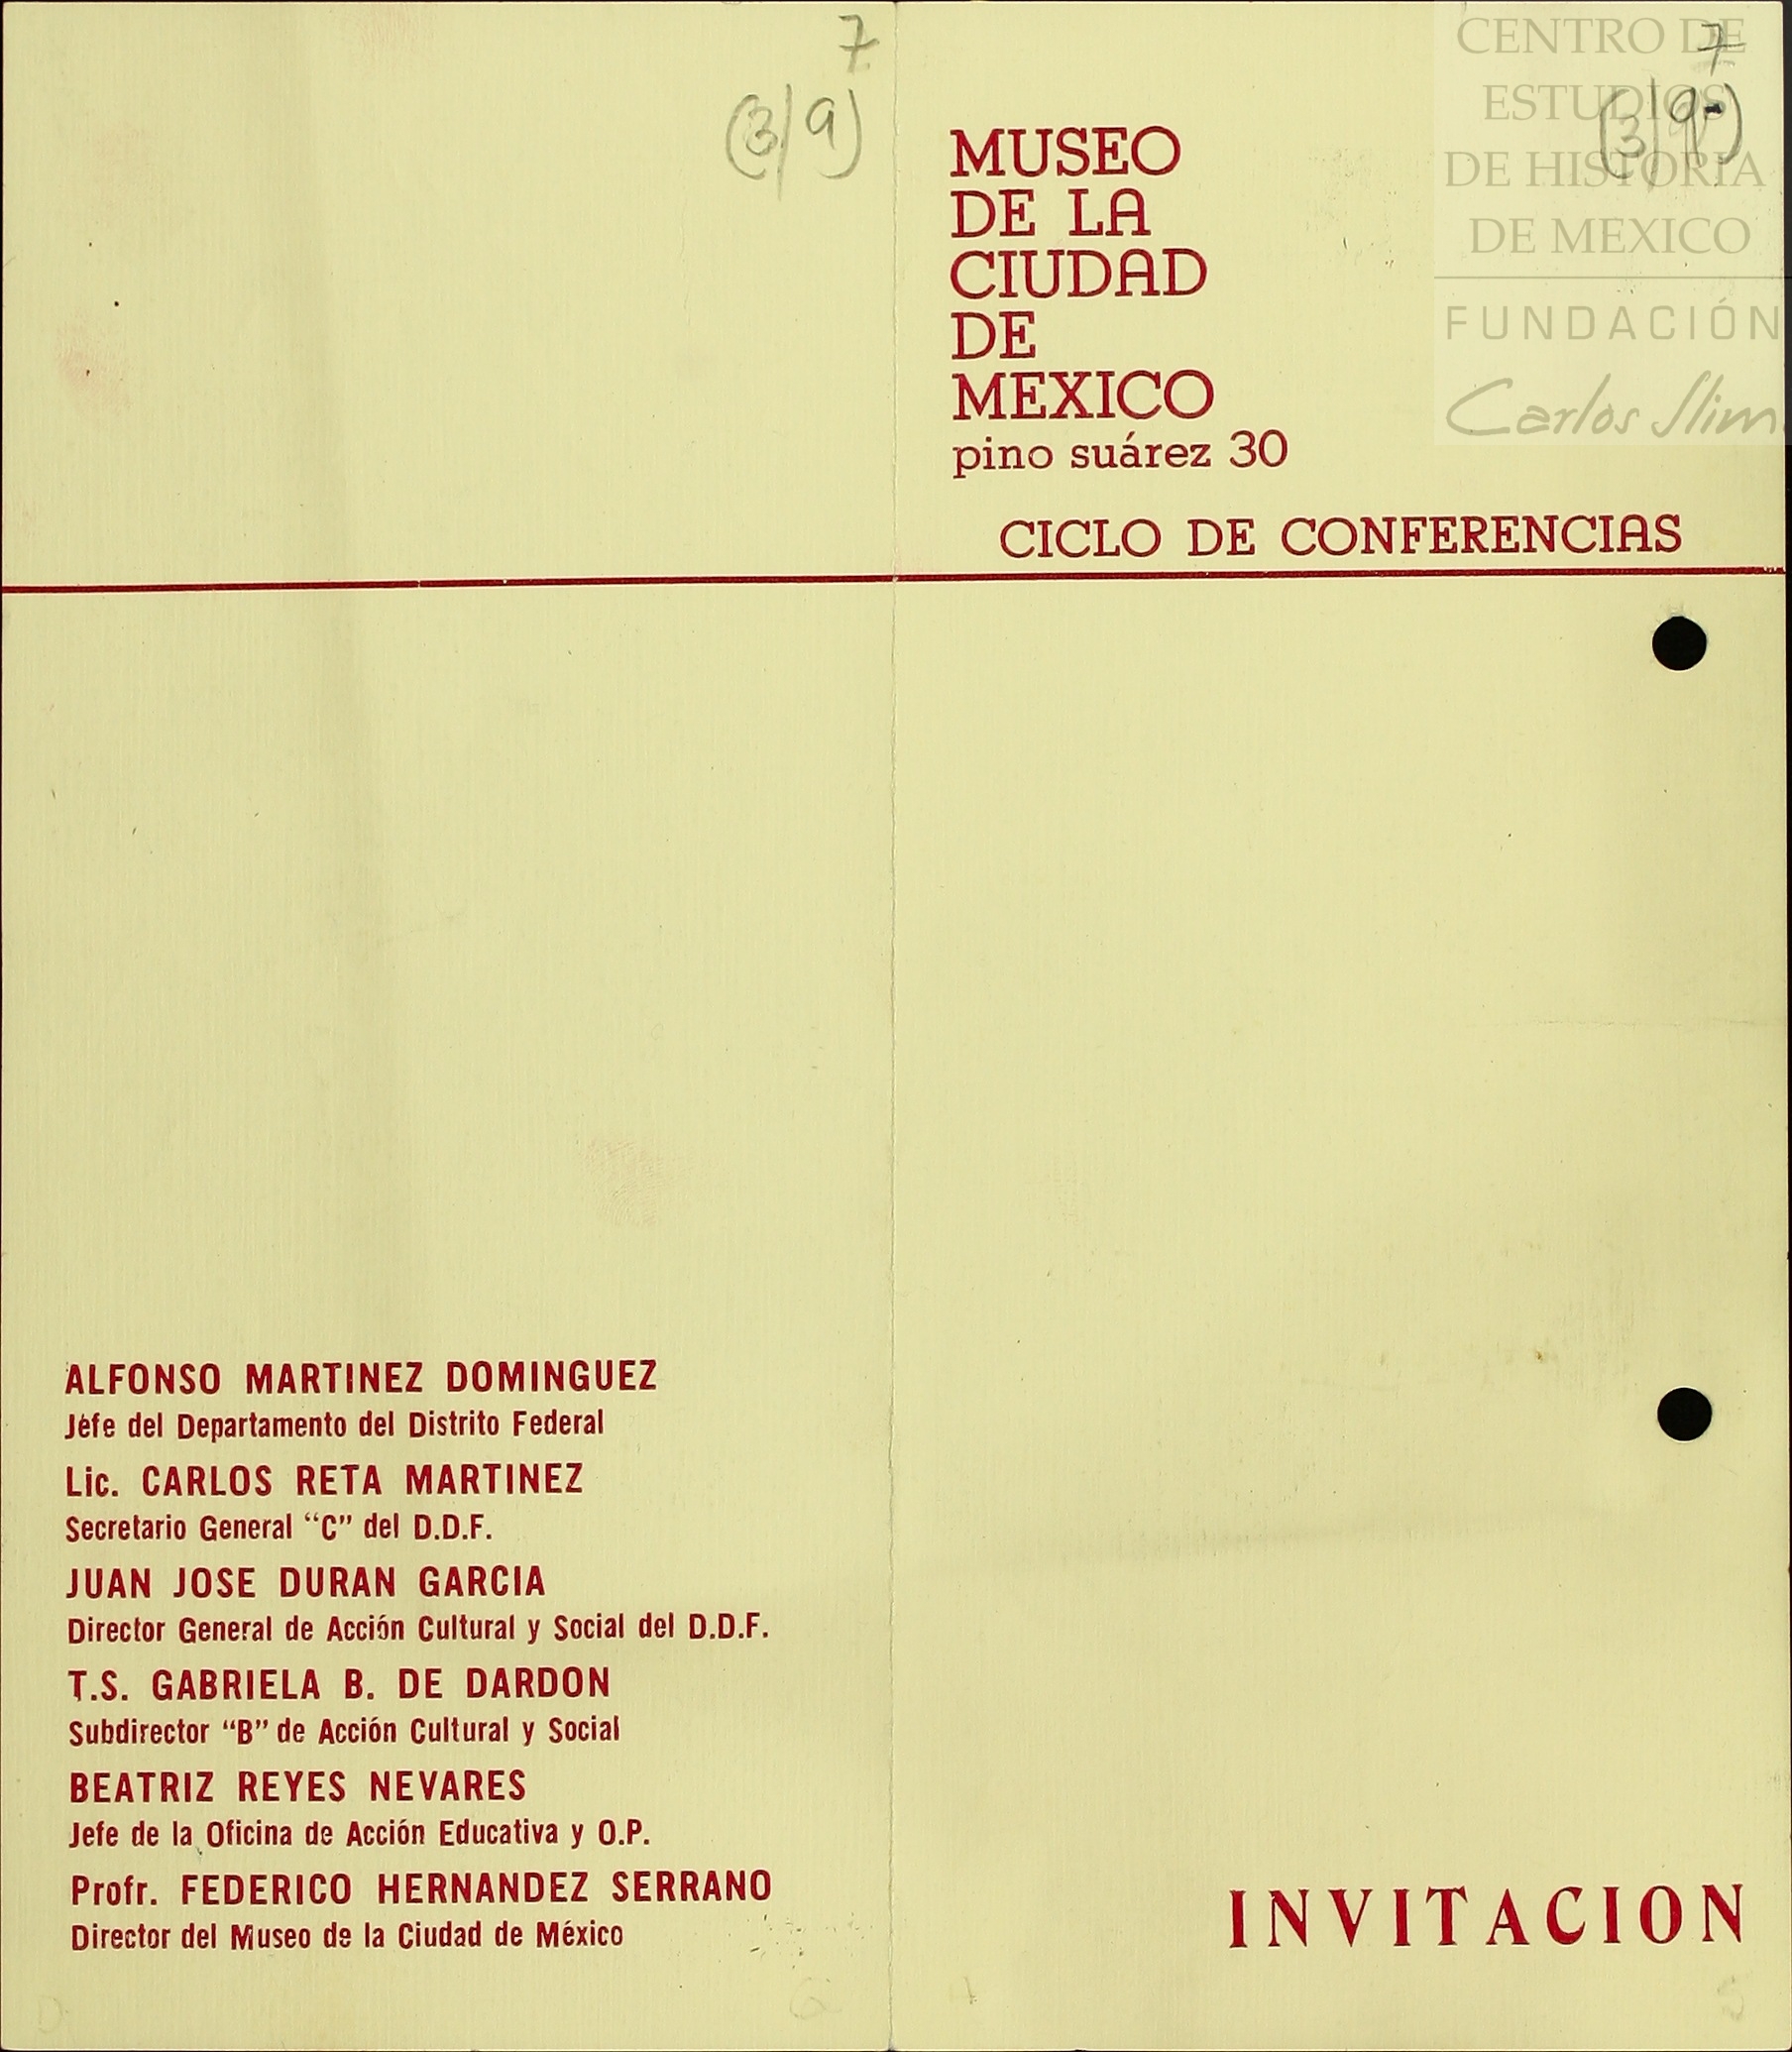 7
(3/9)
ALFONSO MARTINEZ DOMINGUEZ
Jefe del Departamento del Distrito Federal
Lic. CARLOS RETA MARTINEZ
Secretario General “C” del D.D.F.
JUAN JOSE DURAN GARCIA
Director General de Acción Cultural y Social del D.D.F.
T.S. GABRIELA B. DE DARDON
Subdirector “B” de Acción Cultural y Social
BEATRIZ REYES NEVARES
Jefe de la Oficina de Acción Educativa y O.P.
Profr. FEDERICO HERNANDEZ SERRANO
Director del Museo de la Ciudad de México
7
CENTRO DE
ESTUDIOS
DE HISTORIA
DE MEXICO
FUNDACIÓN
Carlos Slim
MUSEO
DE LA
CIUDAD
DE
MEXICO
pino suárez 30
CICLO DE CONFERENCIAS
INVITACION